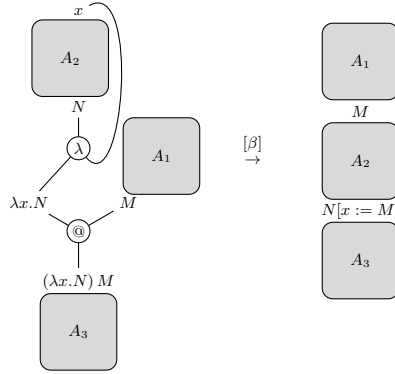 x
A₂
N
λ
A₁
λx.N
M
@
(λx.N) M
A₃
[β]
→
A₁
M
A₂
N[x := M
A₃